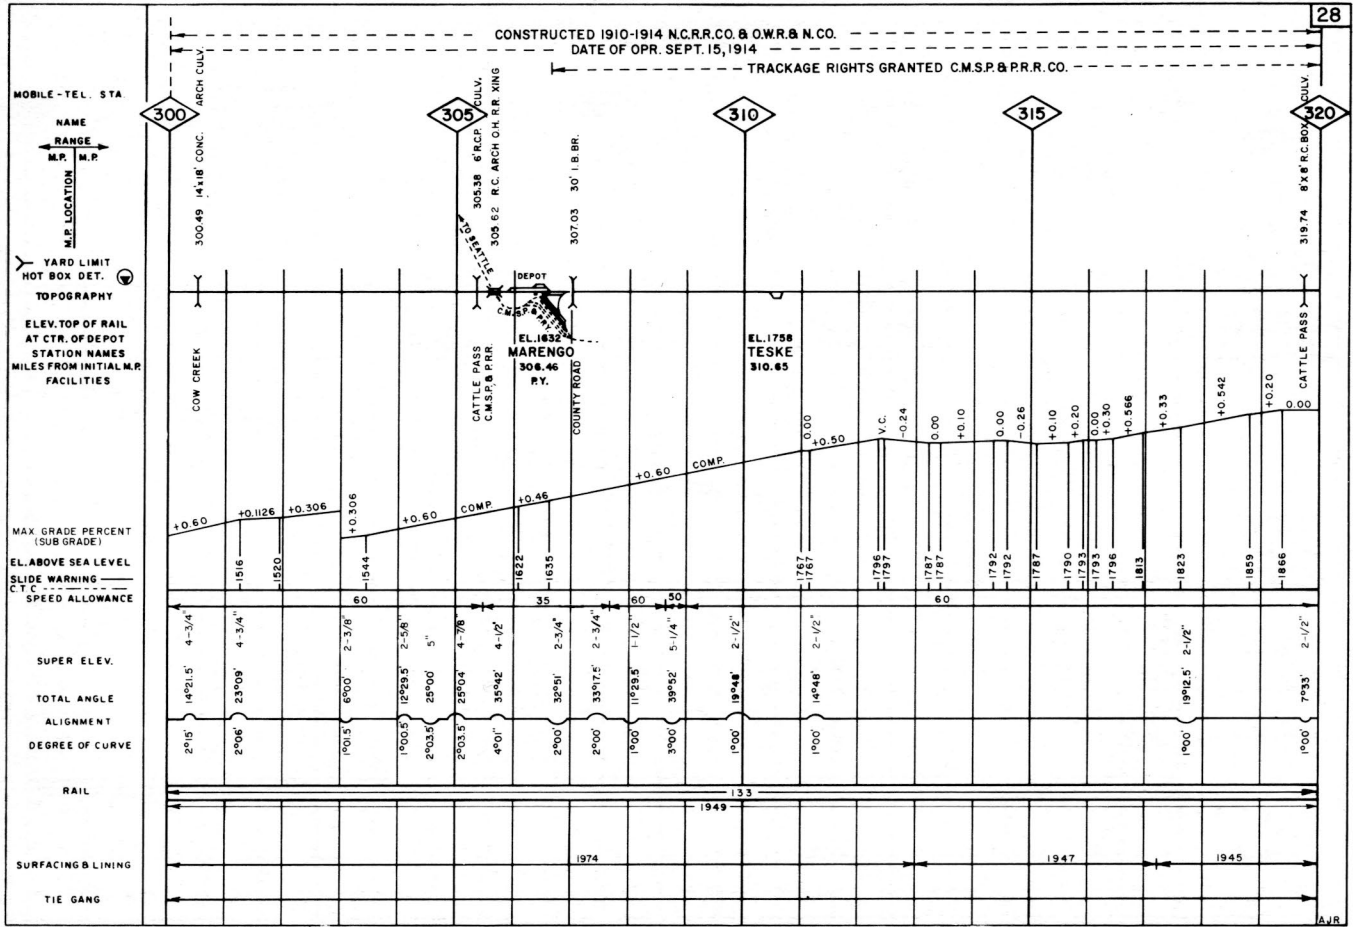 28
CONSTRUCTED 1910-1914 N.C.R.R.CO. & O.W.R. & N.CO.
DATE OF OPR. SEPT. 15, 1914
TRACKAGE RIGHTS GRANTED C.M.S.P. & P.R.R. CO.
MOBILE-TEL. STA.
NAME
RANGE
M.P. M.P.
M.P. LOCATION
YARD LIMIT
HOT BOX DET.
TOPOGRAPHY
ELEV. TOP OF RAIL
AT CTR. OF DEPOT
STATION NAMES
MILES FROM INITIAL M.P.
FACILITIES
300
305
310
315
320
300.49 14'x18' CONC. ARCH CULV.
305.38 6' R.C.P. CULV.
305.62 R.C. ARCH O.H. R.R. XING
307.03 30' I.B. BR.
319.74 8'x8' R.C. BOX CULV.
TO SEATTLE
DEPOT
C.M.S.P. & P.RY.
COW CREEK
CATTLE PASS
C.M.S.P. & P.R.R.
EL. 1632
MARENGO
306.46
P.Y.
COUNTY ROAD
EL. 1758
TESKE
310.65
CATTLE PASS
MAX. GRADE PERCENT
(SUB GRADE)
+0.60
+0.1126
+0.306
+0.306
+0.60
COMP.
+0.46
+0.60
COMP.
0.00
+0.50
V.C.
-0.24
0.00
+0.10
0.00
-0.26
+0.10
+0.20
0.00
+0.30
+0.566
+0.33
+0.542
+0.20
0.00
EL. ABOVE SEA LEVEL
1516
1520
1544
1622
1635
1767
1767
1796
1797
1787
1787
1792
1792
1787
1790
1793
1793
1796
1813
1823
1859
1866
SLIDE WARNING
C.T.C.
SPEED ALLOWANCE
60
35
60
50
60
SUPER ELEV.
4-3/4"
4-3/4"
2-3/8"
2-5/8"
5"
4-7/8"
4-1/2"
2-3/4"
2-3/4"
1-1/2"
5-1/4"
2-1/2"
2-1/2"
2-1/2"
2-1/2"
TOTAL ANGLE
14°21.5'
23°09'
6°00'
12°29.5'
25°00'
25°04'
35°42'
32°51'
33°17.5'
11°29.5'
39°52'
19°48'
14°48'
19°12.5'
7°33'
ALIGNMENT
DEGREE OF CURVE
2°15'
2°06'
1°01.5'
1°00.5'
2°03.5'
2°03.5'
4°01"
2°00'
2°00'
1°00'
3°00'
1°00'
1°00'
1°00'
1°00'
RAIL
133
1949
SURFACING & LINING
1974
1947
1945
TIE GANG
AJR